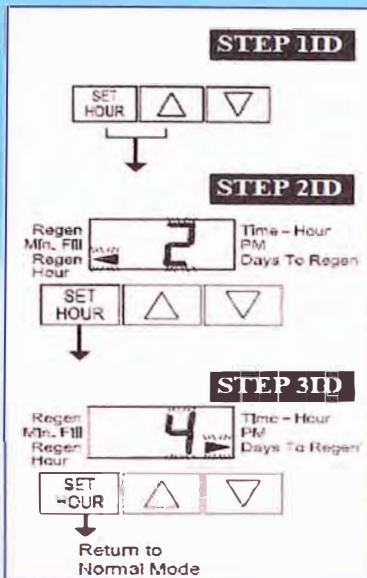 STEP 1ID
SET
HOUR
STEP 2ID
Regen
Min. Fill
Regen
Hour
2
Time – Hour
PM
Days To Regen
SET
HOUR
STEP 3ID
Regen
Min. Fill
Regen
Hour
4
Time – Hour
PM
Days To Regen
SET
HOUR
Return to
Normal Mode